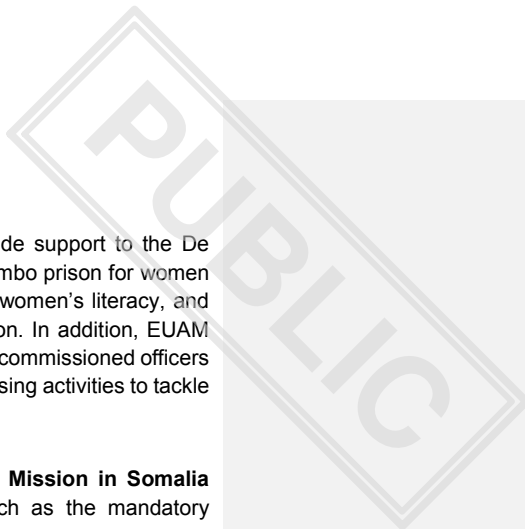 PUBLIC
de support to the De
mbo prison for women
women's literacy, and
on. In addition, EUAM
commissioned officers
sing activities to tackle
Mission in Somalia
ch as the mandatory